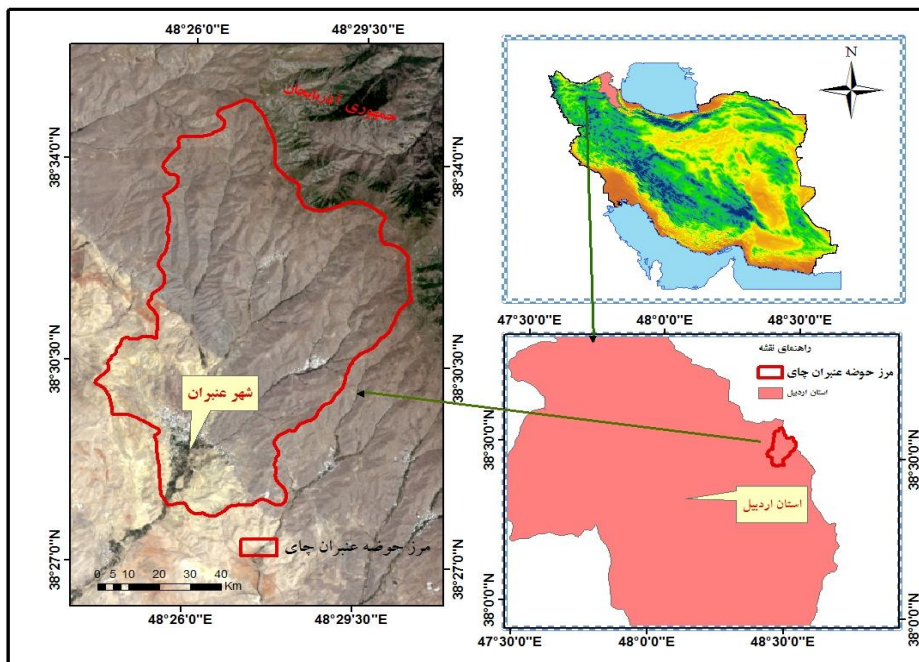 48°26'0"E
48°29'30"E
38°34'0"N
38°34'0"N
38°30'30"N
38°30'30"N
38°27'0"N
38°27'0"N
جمهوری آذربایجان
شهر عنبران
مرز حوضه عنبران چای
0 5 10 20 30 40
Km
48°26'0"E
48°29'30"E
N
47°30'0"E
48°0'0"E
48°30'0"E
راهنمای نقشه
مرز حوضه عنبران چای
استان اردبیل
38°30'0"N
38°30'0"N
استان اردبیل
38°0'0"N
38°0'0"N
47°30'0"E
48°0'0"E
48°30'0"E